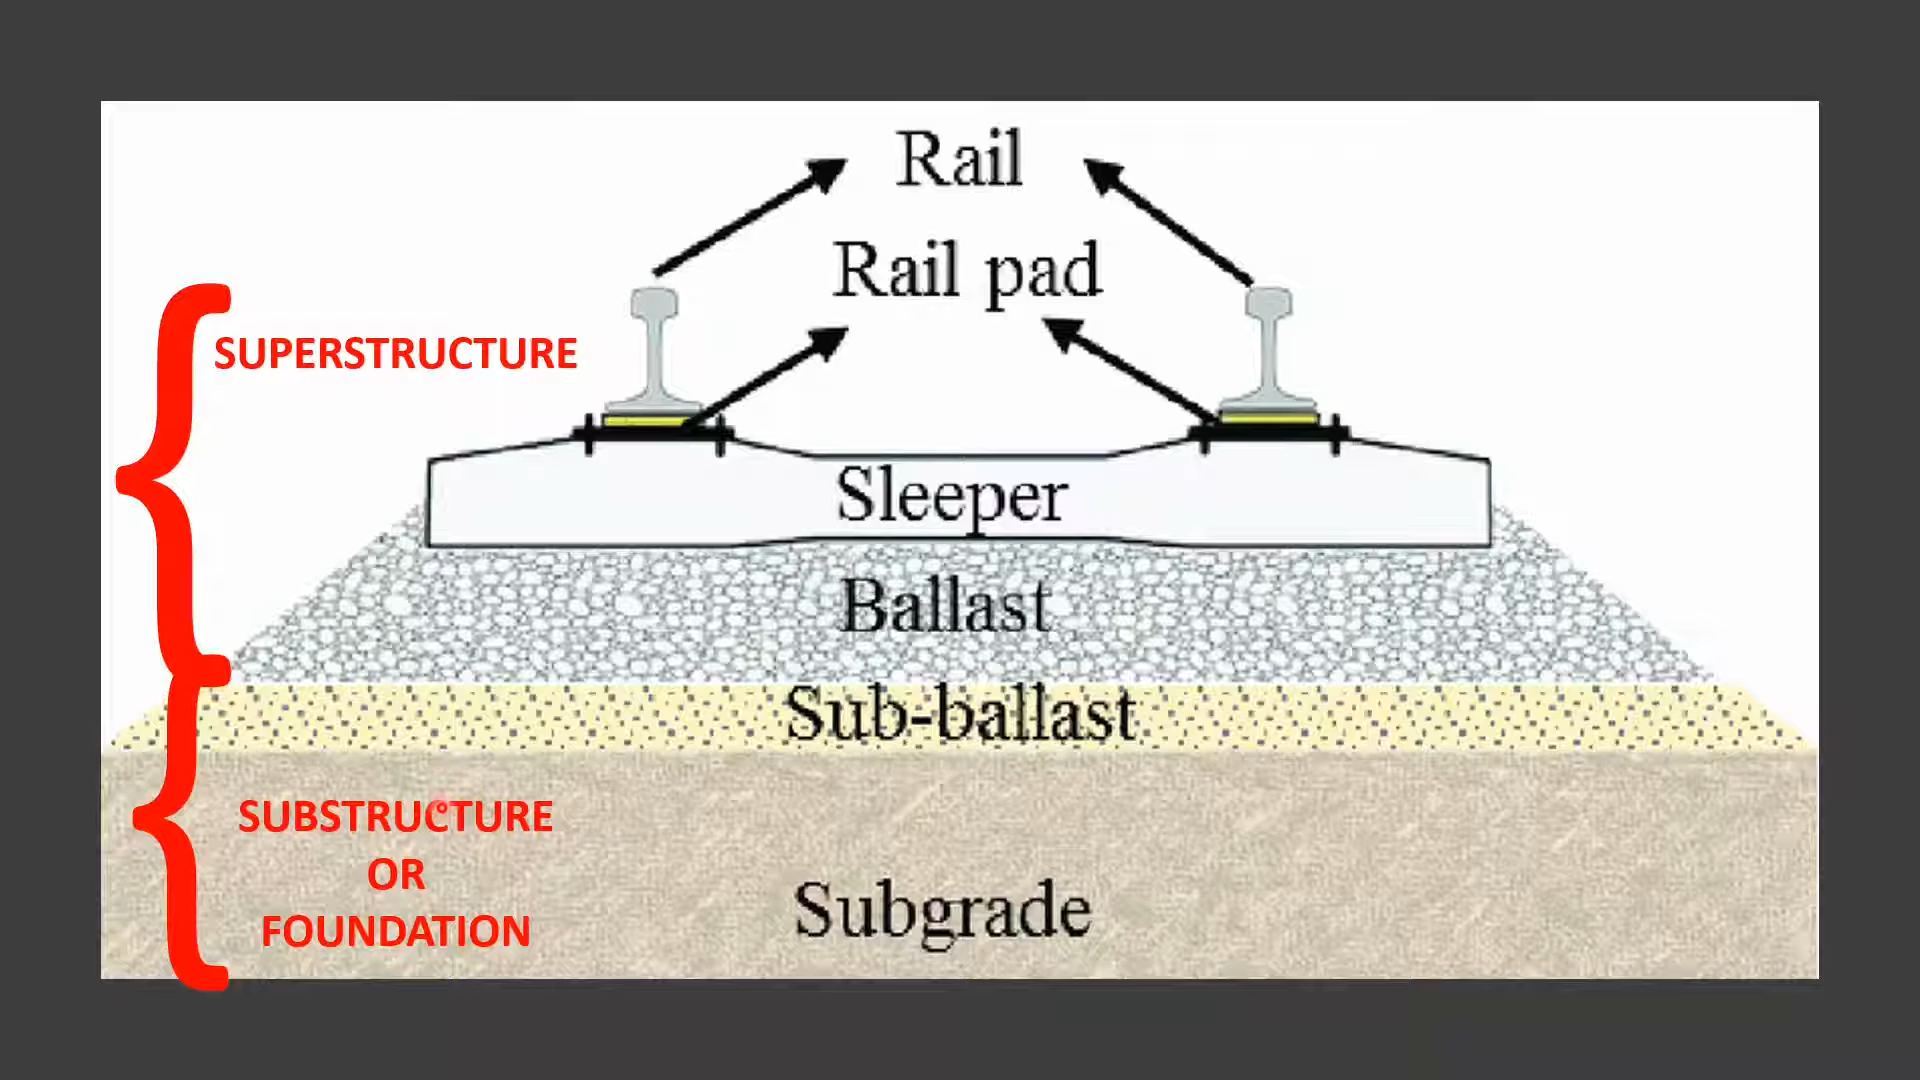 Rail
Rail pad
SUPERSTRUCTURE
Sleeper
Ballast
Sub-ballast
SUBSTRUCTURE
OR
FOUNDATION
Subgrade